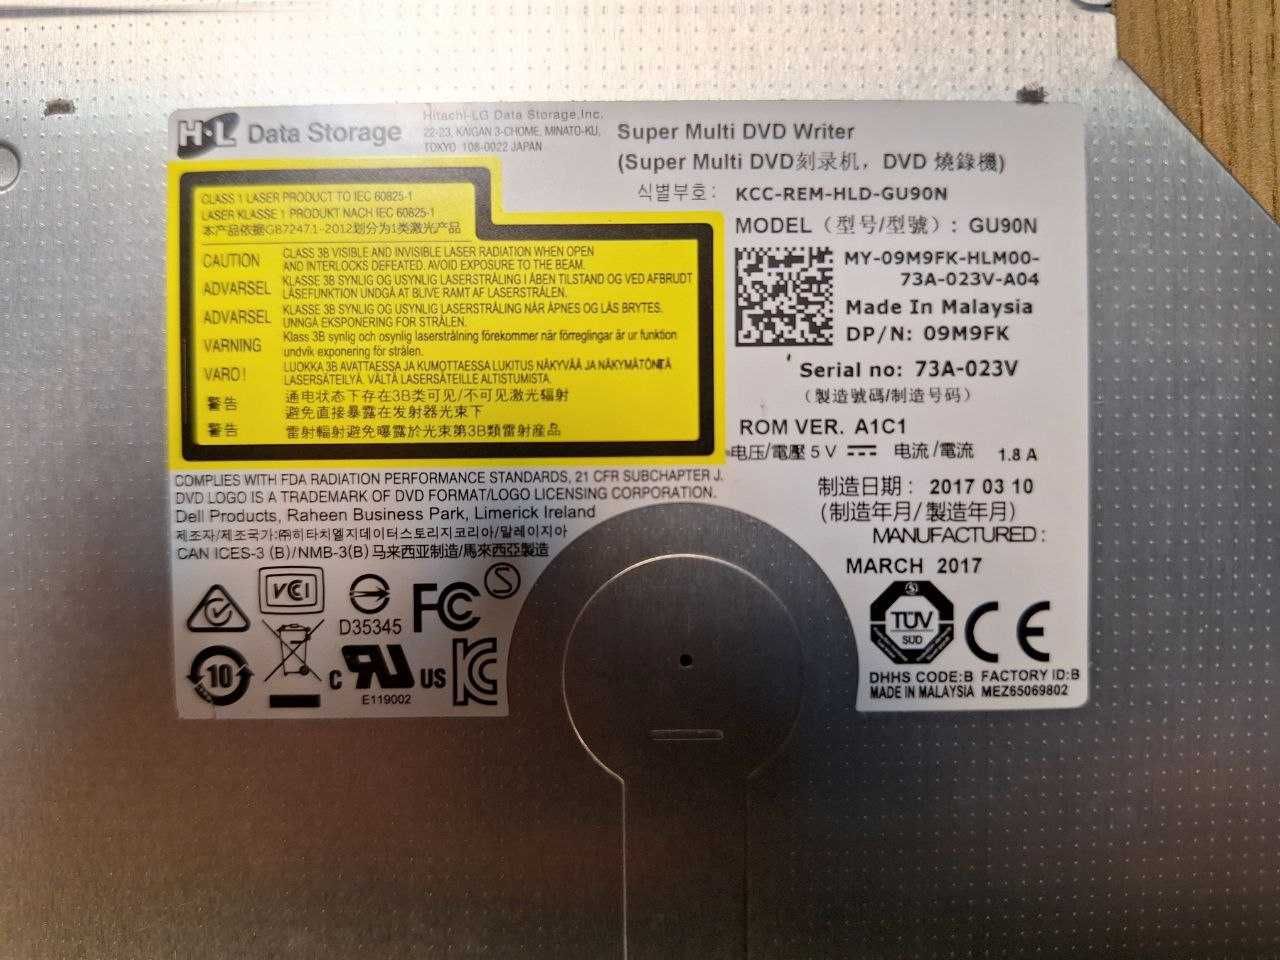 H·L Data Storage
Hitachi-LG Data Storage,Inc.
22-23, KAIGAN 3-CHOME, MINATO-KU,
TOKYO 108-0022 JAPAN
Super Multi DVD Writer
(Super Multi DVD刻录机，DVD 燒錄機)
식별부호： KCC-REM-HLD-GU90N
MODEL（型号/型號）: GU90N
MY-09M9FK-HLM00-
73A-023V-A04
Made In Malaysia
DP/N: 09M9FK
Serial no: 73A-023V
（製造號碼/制造号码）
ROM VER. A1C1
电压/電壓 5 V ⎓ 电流/電流 1.8 A
制造日期： 2017 03 10
(制造年月/製造年月)
MANUFACTURED:
MARCH 2017
CLASS 1 LASER PRODUCT TO IEC 60825-1
LASER KLASSE 1 PRODUKT NACH IEC 60825-1
本产品依据GB7247.1-2012划分为1类激光产品
CAUTION CLASS 3B VISIBLE AND INVISIBLE LASER RADIATION WHEN OPEN
AND INTERLOCKS DEFEATED. AVOID EXPOSURE TO THE BEAM.
ADVARSEL KLASSE 3B SYNLIG OG USYNLIG LASERSTRÅLING I ÅBEN TILSTAND OG VED AFBRUDT
LÅSEFUNKTION UNDGÅ AT BLIVE RAMT AF LASERSTRÅLEN.
ADVARSEL KLASSE 3B SYNLIG OG USYNLIG LASERSTRÅLING NÅR ÅPNES OG LÅS BRYTES.
UNNGÅ EKSPONERING FOR STRÅLEN.
VARNING Klass 3B synlig och osynlig laserstrålning förekommer när förreglingar är ur funktion
undvik exponering för strålen.
VARO! LUOKKA 3B AVATTAESSA JA KUMOTTAESSA LUKITUS NÄKYVÄÄ JA NÄKYMÄTÖNTÄ
LASERSÄTEILYÄ. VÄLTÄ LASERSÄTEILLE ALTISTUMISTA.
警告 通电状态下存在3B类可见/不可见激光辐射
避免直接暴露在发射器光束下
警告 雷射輻射避免曝露於光束第3B類雷射産品
COMPLIES WITH FDA RADIATION PERFORMANCE STANDARDS, 21 CFR SUBCHAPTER J.
DVD LOGO IS A TRADEMARK OF DVD FORMAT/LOGO LICENSING CORPORATION.
Dell Products, Raheen Business Park, Limerick Ireland
제조자/제조국가:㈜히타치엘지데이터스토리지코리아/말레이지아
CAN ICES-3 (B)/NMB-3(B) 马来西亚制造/馬來西亞製造
VCI
D35345
FC
S
10
c RU US
E119002
KC
TÜV
SÜD
CE
DHHS CODE:B FACTORY ID:B
MADE IN MALAYSIA MEZ65069802